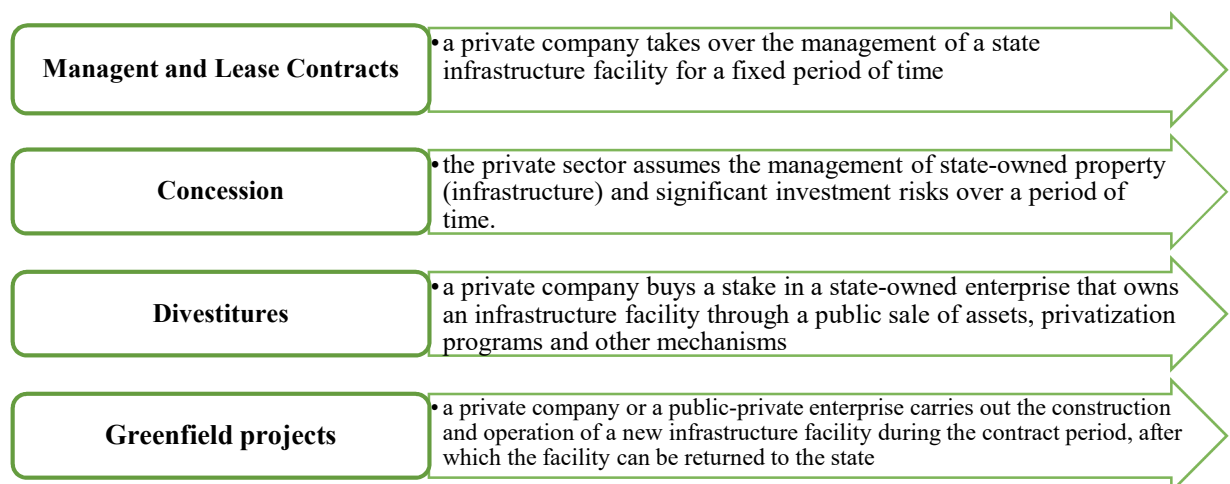 Managent and Lease Contracts
•a private company takes over the management of a state
infrastructure facility for a fixed period of time
Concession
•the private sector assumes the management of state-owned property
(infrastructure) and significant investment risks over a period of
time.
Divestitures
•a private company buys a stake in a state-owned enterprise that owns
an infrastructure facility through a public sale of assets, privatization
programs and other mechanisms
Greenfield projects
•a private company or a public-private enterprise carries out the construction
and operation of a new infrastructure facility during the contract period, after
which the facility can be returned to the state